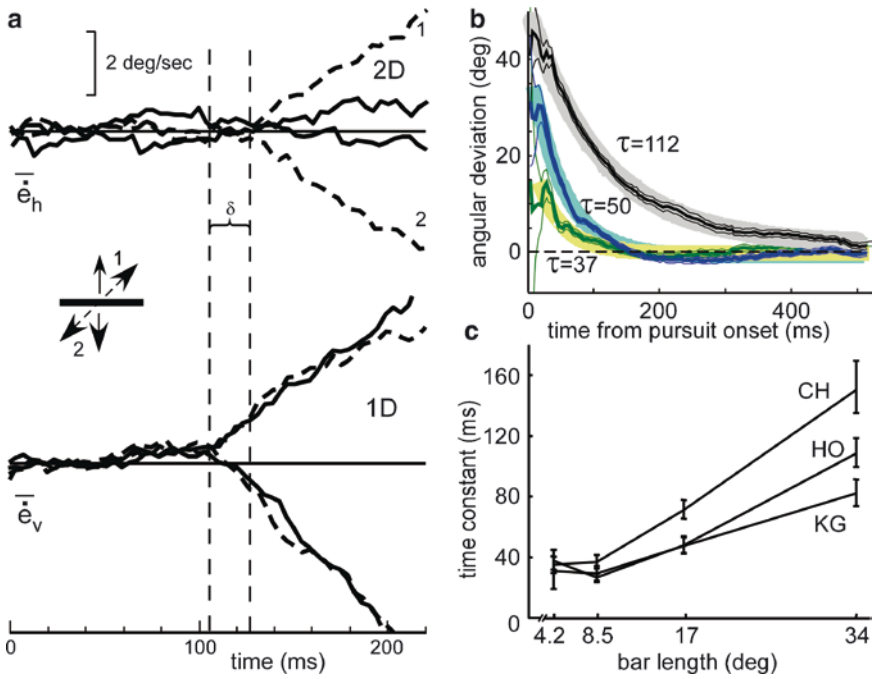 a
2 deg/sec
1
2D
ė̅h
δ
2
1
2
1D
ė̅v
0
100
200
time (ms)
b
angular deviation (deg)
40
20
0
τ=112
τ=50
τ=37
0
200
400
time from pursuit onset (ms)
c
time constant (ms)
160
120
80
40
0
CH
HO
KG
4.2
8.5
17
34
bar length (deg)